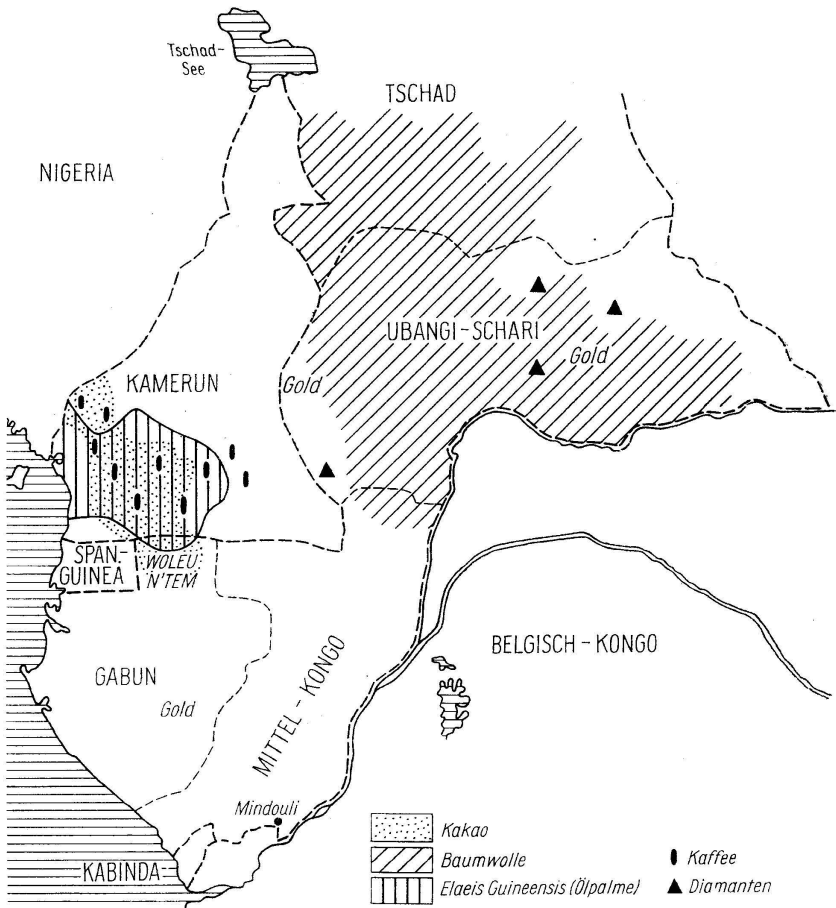 Tschad-
See
TSCHAD
NIGERIA
UBANGI-SCHARI
Gold
KAMERUN
Gold
SPAN-
GUINEA
WOLEU
N'TEM
BELGISCH-KONGO
GABUN
Gold
MITTEL-KONGO
Mindouli
KABINDA
Kakao
Baumwolle
Kaffee
Elaeis Guineensis (Ölpalme)
Diamanten